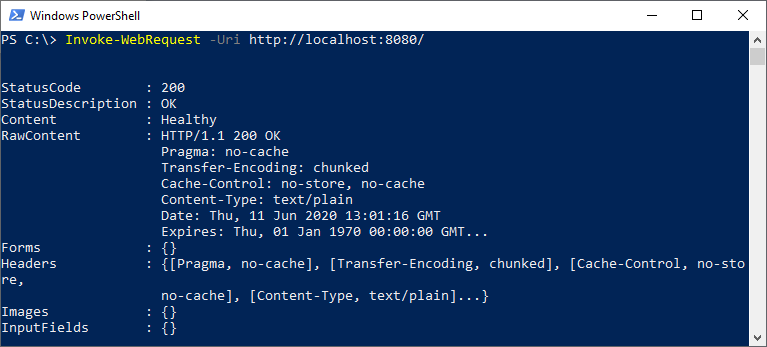 Windows PowerShell
PS C:\> Invoke-WebRequest -Uri http://localhost:8080/
StatusCode        : 200
StatusDescription : OK
Content           : Healthy
RawContent        : HTTP/1.1 200 OK
                    Pragma: no-cache
                    Transfer-Encoding: chunked
                    Cache-Control: no-store, no-cache
                    Content-Type: text/plain
                    Date: Thu, 11 Jun 2020 13:01:16 GMT
                    Expires: Thu, 01 Jan 1970 00:00:00 GMT...
Forms             : {}
Headers           : {[Pragma, no-cache], [Transfer-Encoding, chunked], [Cache-Control, no-sto
re,
                    no-cache], [Content-Type, text/plain]...}
Images            : {}
InputFields       : {}